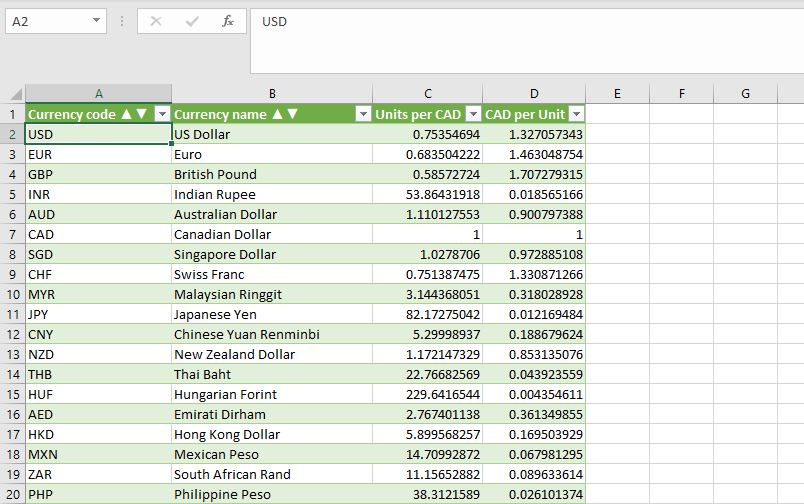 A2 fx USD
A B C D E F G
1 Currency code ▲▼ Currency name ▲▼ Units per CAD CAD per Unit
2 USD US Dollar 0.75354694 1.327057343
3 EUR Euro 0.683504222 1.463048754
4 GBP British Pound 0.58572724 1.707279315
5 INR Indian Rupee 53.86431918 0.018565166
6 AUD Australian Dollar 1.110127553 0.900797388
7 CAD Canadian Dollar 1 1
8 SGD Singapore Dollar 1.0278706 0.972885108
9 CHF Swiss Franc 0.751387475 1.330871266
10 MYR Malaysian Ringgit 3.144368051 0.318028928
11 JPY Japanese Yen 82.17275042 0.012169484
12 CNY Chinese Yuan Renminbi 5.29998937 0.188679624
13 NZD New Zealand Dollar 1.172147329 0.853135076
14 THB Thai Baht 22.76682569 0.043923559
15 HUF Hungarian Forint 229.6416544 0.004354611
16 AED Emirati Dirham 2.767401138 0.361349855
17 HKD Hong Kong Dollar 5.899568257 0.169503929
18 MXN Mexican Peso 14.70992872 0.067981295
19 ZAR South African Rand 11.15652882 0.089633614
20 PHP Philippine Peso 38.3121589 0.026101374